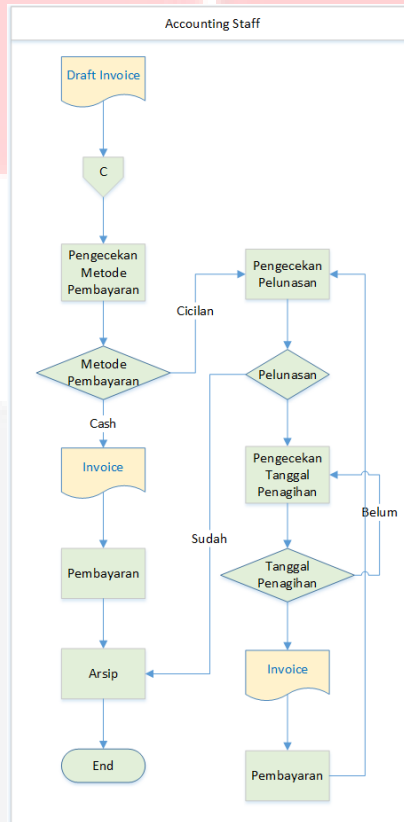 Accounting Staff
Draft Invoice
C
Pengecekan
Metode
Pembayaran
Metode
Pembayaran
Cicilan
Cash
Invoice
Pembayaran
Arsip
End
Pengecekan
Pelunasan
Pelunasan
Sudah
Pengecekan
Tanggal
Penagihan
Belum
Tanggal
Penagihan
Invoice
Pembayaran